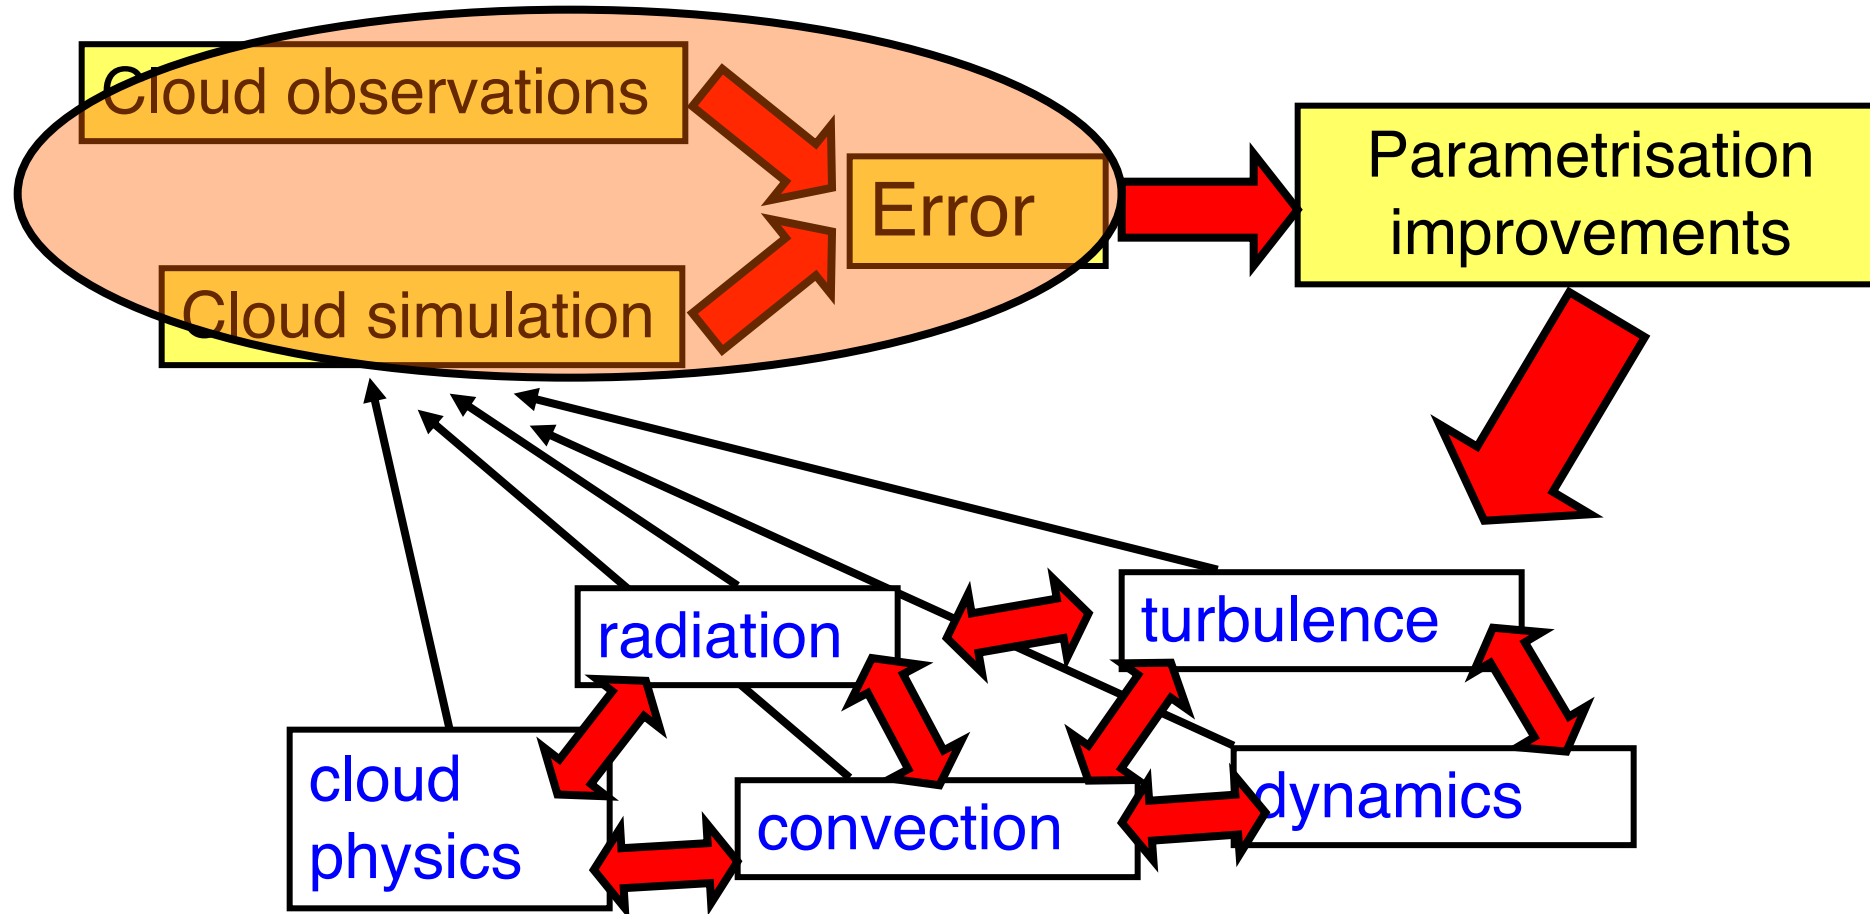 Cloud observations
Error
Parametrisation
improvements
Cloud simulation
radiation
turbulence
cloud
physics
convection
dynamics